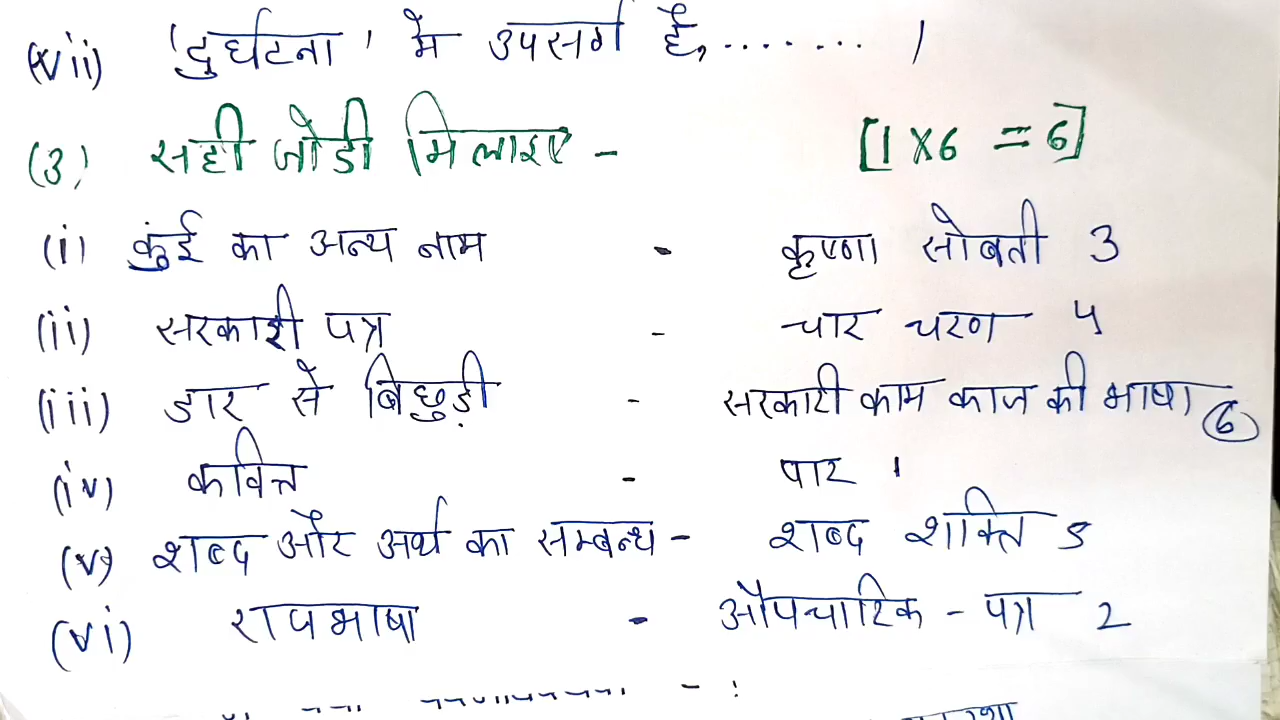 (vii) 'दुर्घटना' में उपसर्ग है, ........ ।
(3) सही जोडी मिलाइए - [1 × 6 = 6]
(i) कुंई का अन्य नाम - कृष्णा सोबती 3
(ii) सरकारी पत्र - चार चरण 4
(iii) डार से बिछुड़ी - सरकारी काम काज की भाषा 6
(iv) कवित्त - पार 1
(v) शब्द और अर्थ का सम्बन्ध - शब्द शक्ति 5
(vi) राजभाषा - औपचारिक - पत्र 2